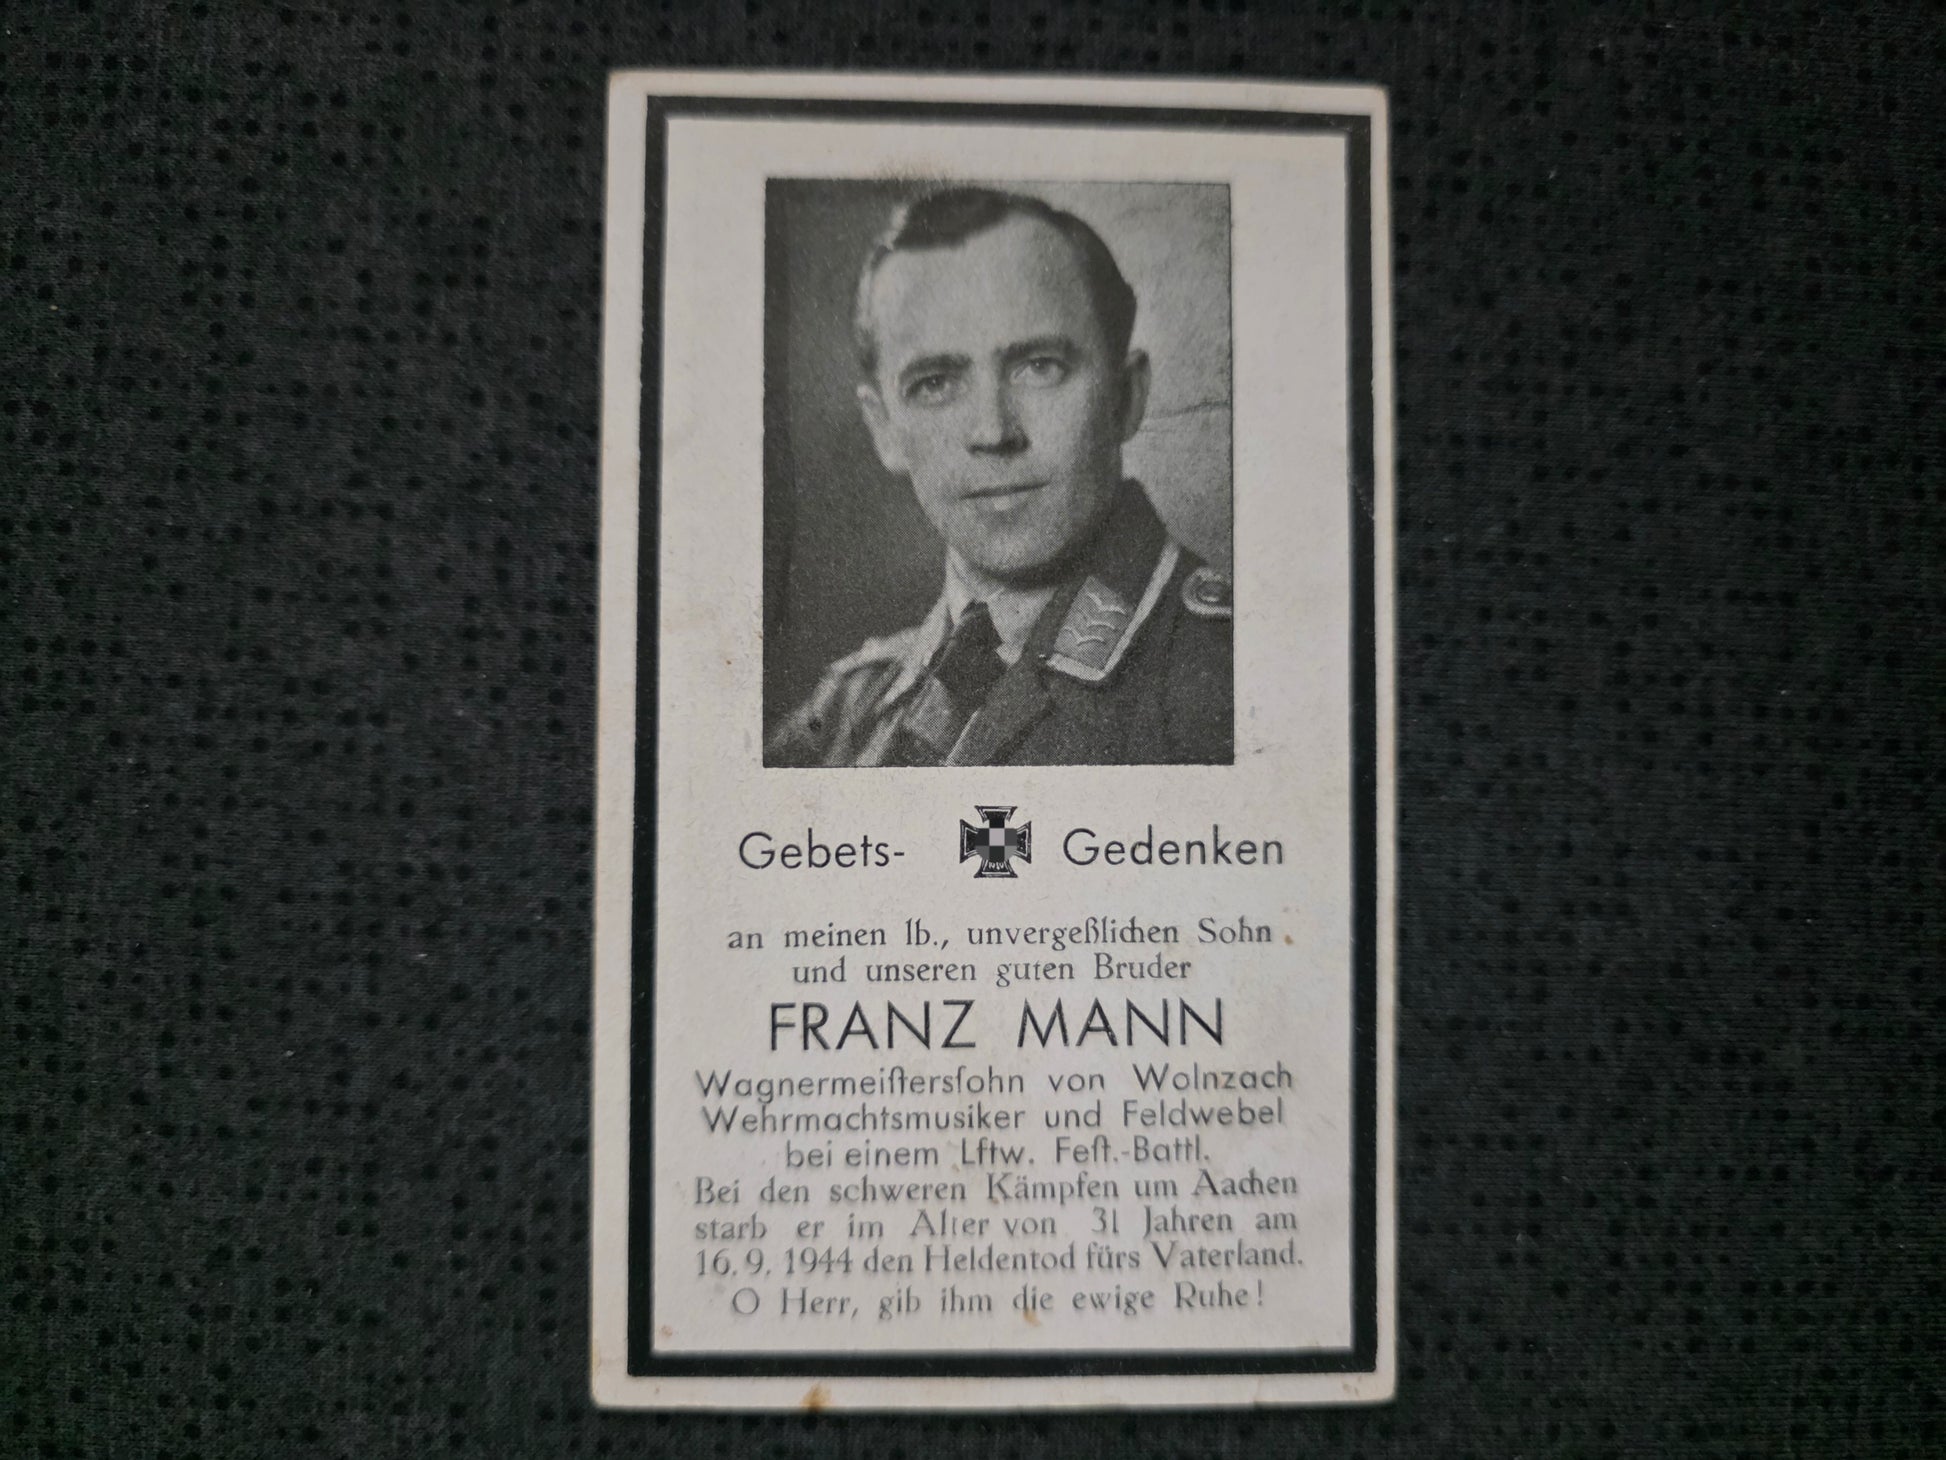 Gebets- Gedenken
an meinen lb., unvergeßlichen Sohn
und unseren guten Bruder
FRANZ MANN
Wagnermeiſtersſohn von Wolnzach
Wehrmachtsmusiker und Feldwebel
bei einem Lftw. Feſt.-Battl.
Bei den schweren Kämpfen um Aachen
starb er im Alter von 31 Jahren am
16. 9. 1944 den Heldentod fürs Vaterland.
O Herr, gib ihm die ewige Ruhe!